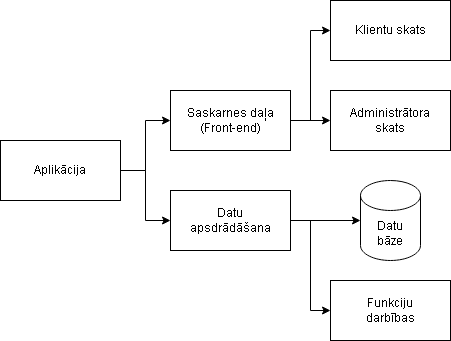 Klientu skats
Saskarnes daļa
(Front-end)
Administrātora
skats
Aplikācija
Datu
apsdrādāšana
Datu
bāze
Funkciju
darbības